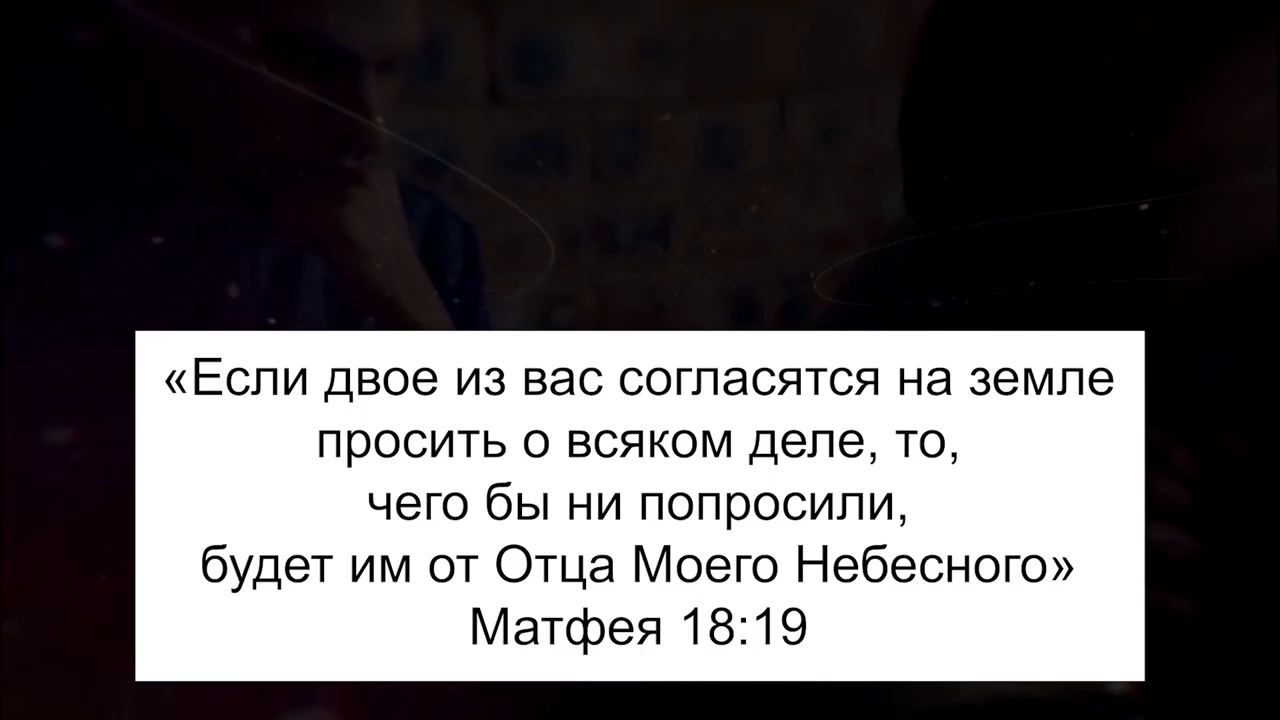 «Если двое из вас согласятся на земле
просить о всяком деле, то,
чего бы ни попросили,
будет им от Отца Моего Небесного»
Матфея 18:19